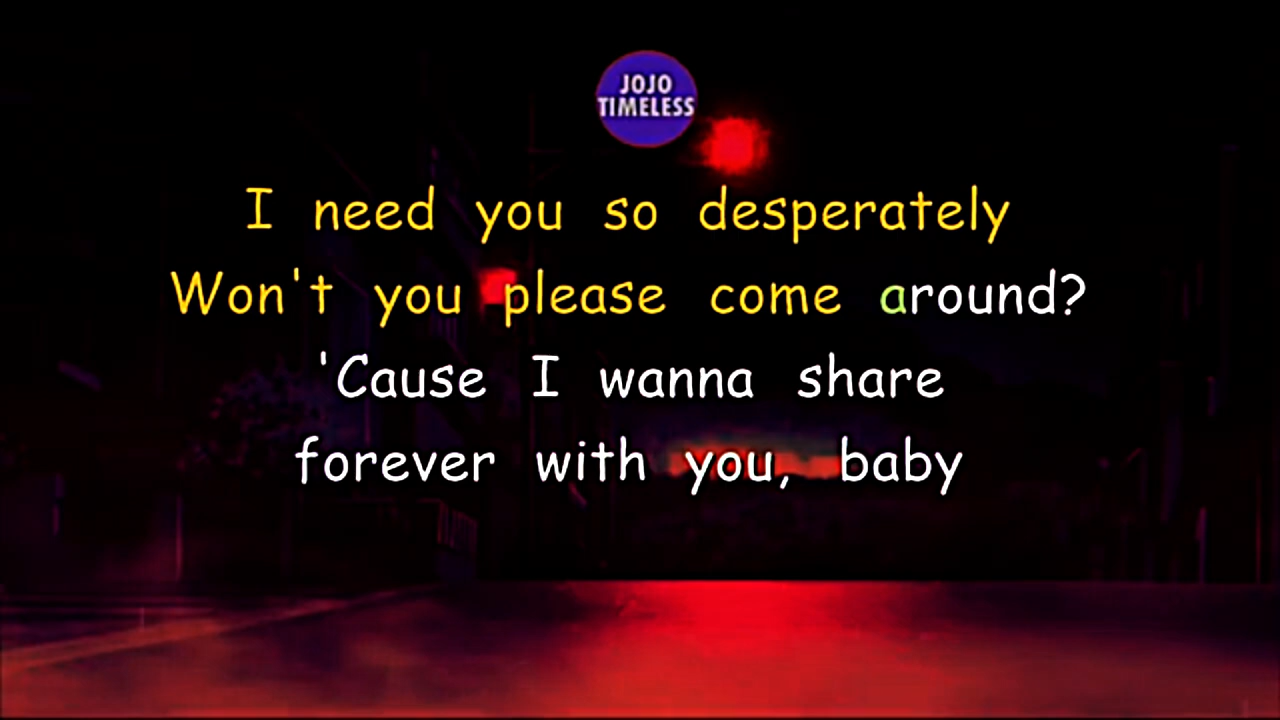 JOJO
TIMELESS
I need you so desperately
Won't you please come around?
'Cause I wanna share
forever with you, baby